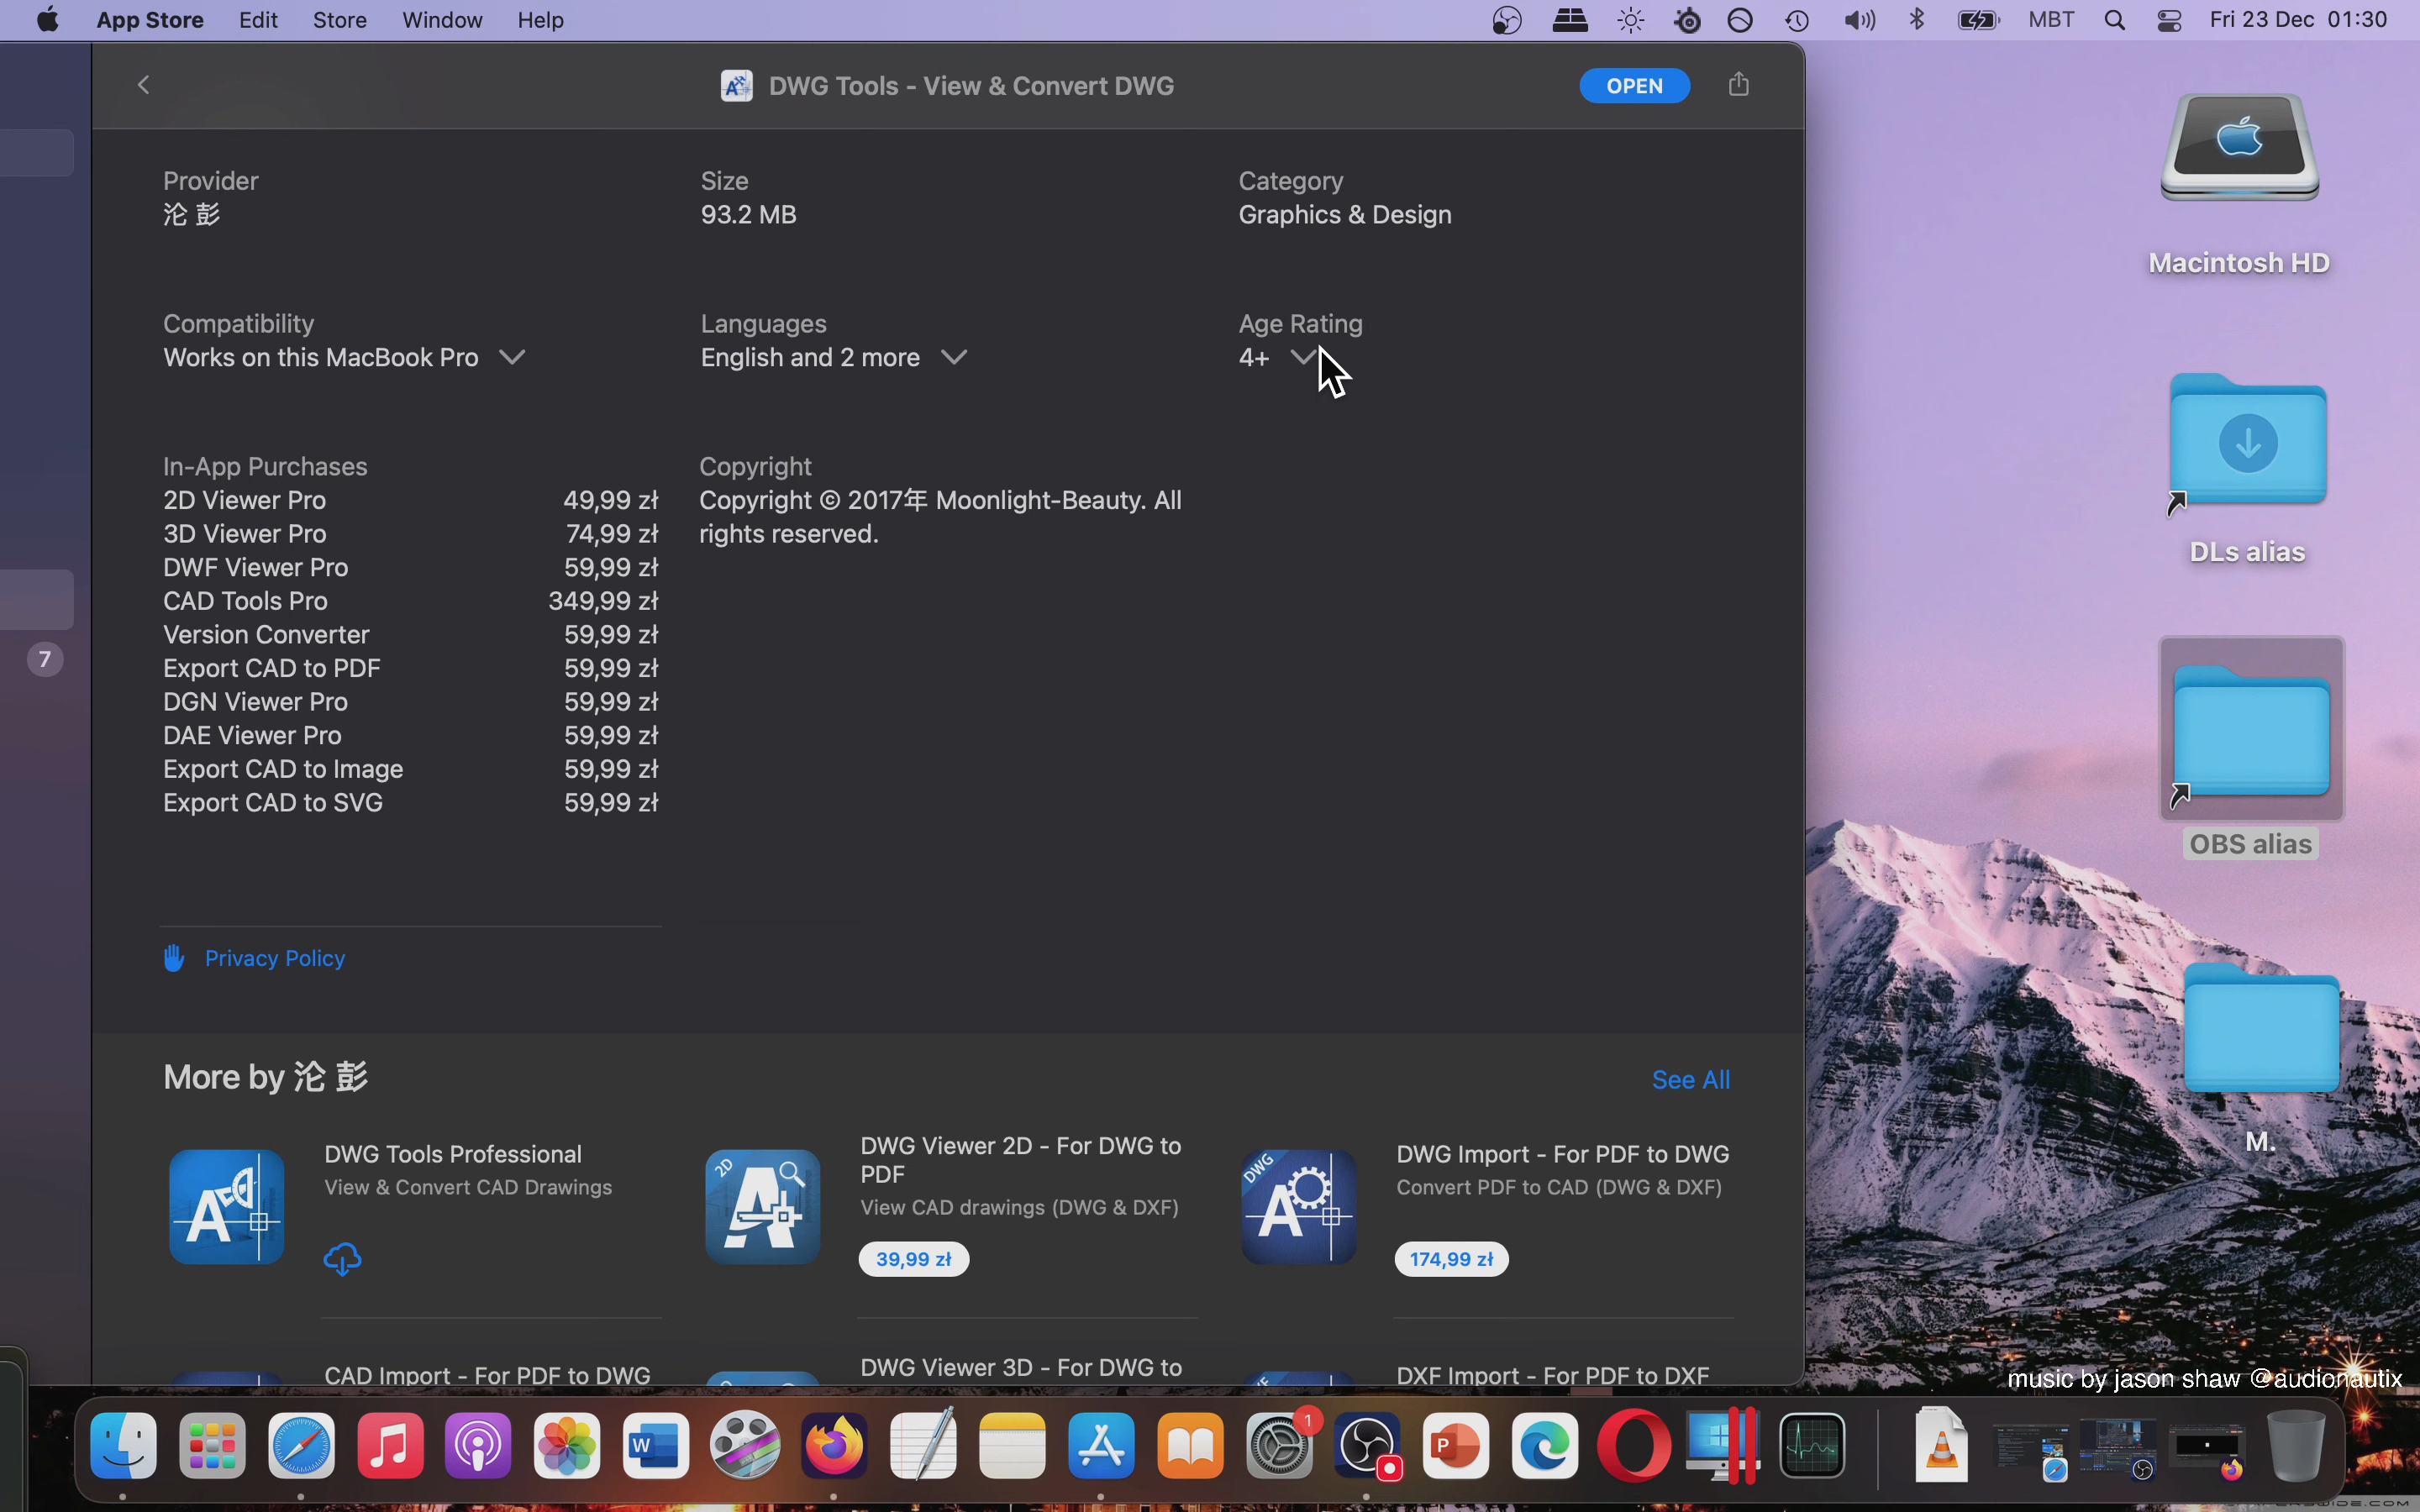 App Store Edit Store Window Help MBT Fri 23 Dec 01:30
DWG Tools - View & Convert DWG OPEN
Provider Size Category
沦 彭 93.2 MB Graphics & Design
Macintosh HD
Compatibility Languages Age Rating
Works on this MacBook Pro English and 2 more 4+
In-App Purchases Copyright
2D Viewer Pro 49,99 zł Copyright © 2017年 Moonlight-Beauty. All
3D Viewer Pro 74,99 zł rights reserved.
DLs alias
DWF Viewer Pro 59,99 zł
CAD Tools Pro 349,99 zł
Version Converter 59,99 zł
7
Export CAD to PDF 59,99 zł
DGN Viewer Pro 59,99 zł
DAE Viewer Pro 59,99 zł
Export CAD to Image 59,99 zł
Export CAD to SVG 59,99 zł
OBS alias
Privacy Policy
More by 沦 彭 See All
M.
DWG Tools Professional
View & Convert CAD Drawings
2D
DWG Viewer 2D - For DWG to
PDF
View CAD drawings (DWG & DXF)
39,99 zł
DWG
DWG Import - For PDF to DWG
Convert PDF to CAD (DWG & DXF)
174,99 zł
CAD Import - For PDF to DWG
DWG Viewer 3D - For DWG to
DXF Import - For PDF to DXF
music by jason shaw @audionautix
W
1
P